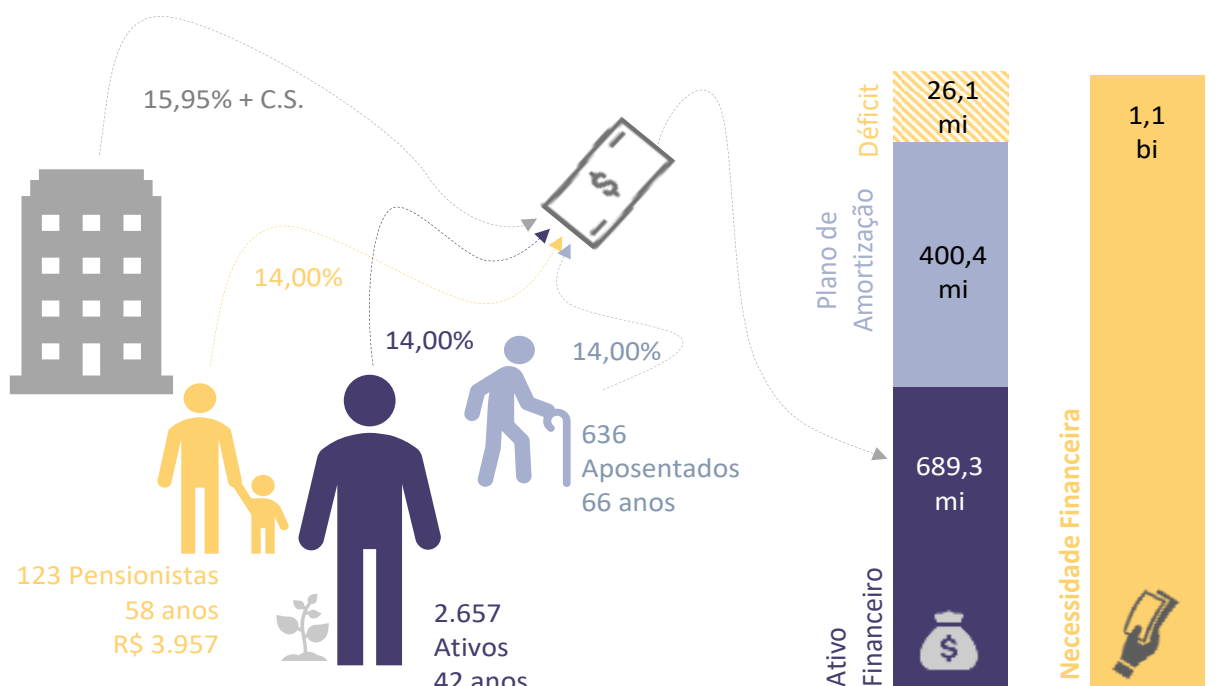 15,95% + C.S.
14,00%
14,00%
14,00%
636
Aposentados
66 anos
123 Pensionistas
58 anos
R$ 3.957
2.657
Ativos
42 anos
$
Déficit
26,1
mi
Plano de
Amortização
400,4
mi
Ativo
Financeiro
689,3
mi
$
Necessidade Financeira
1,1
bi